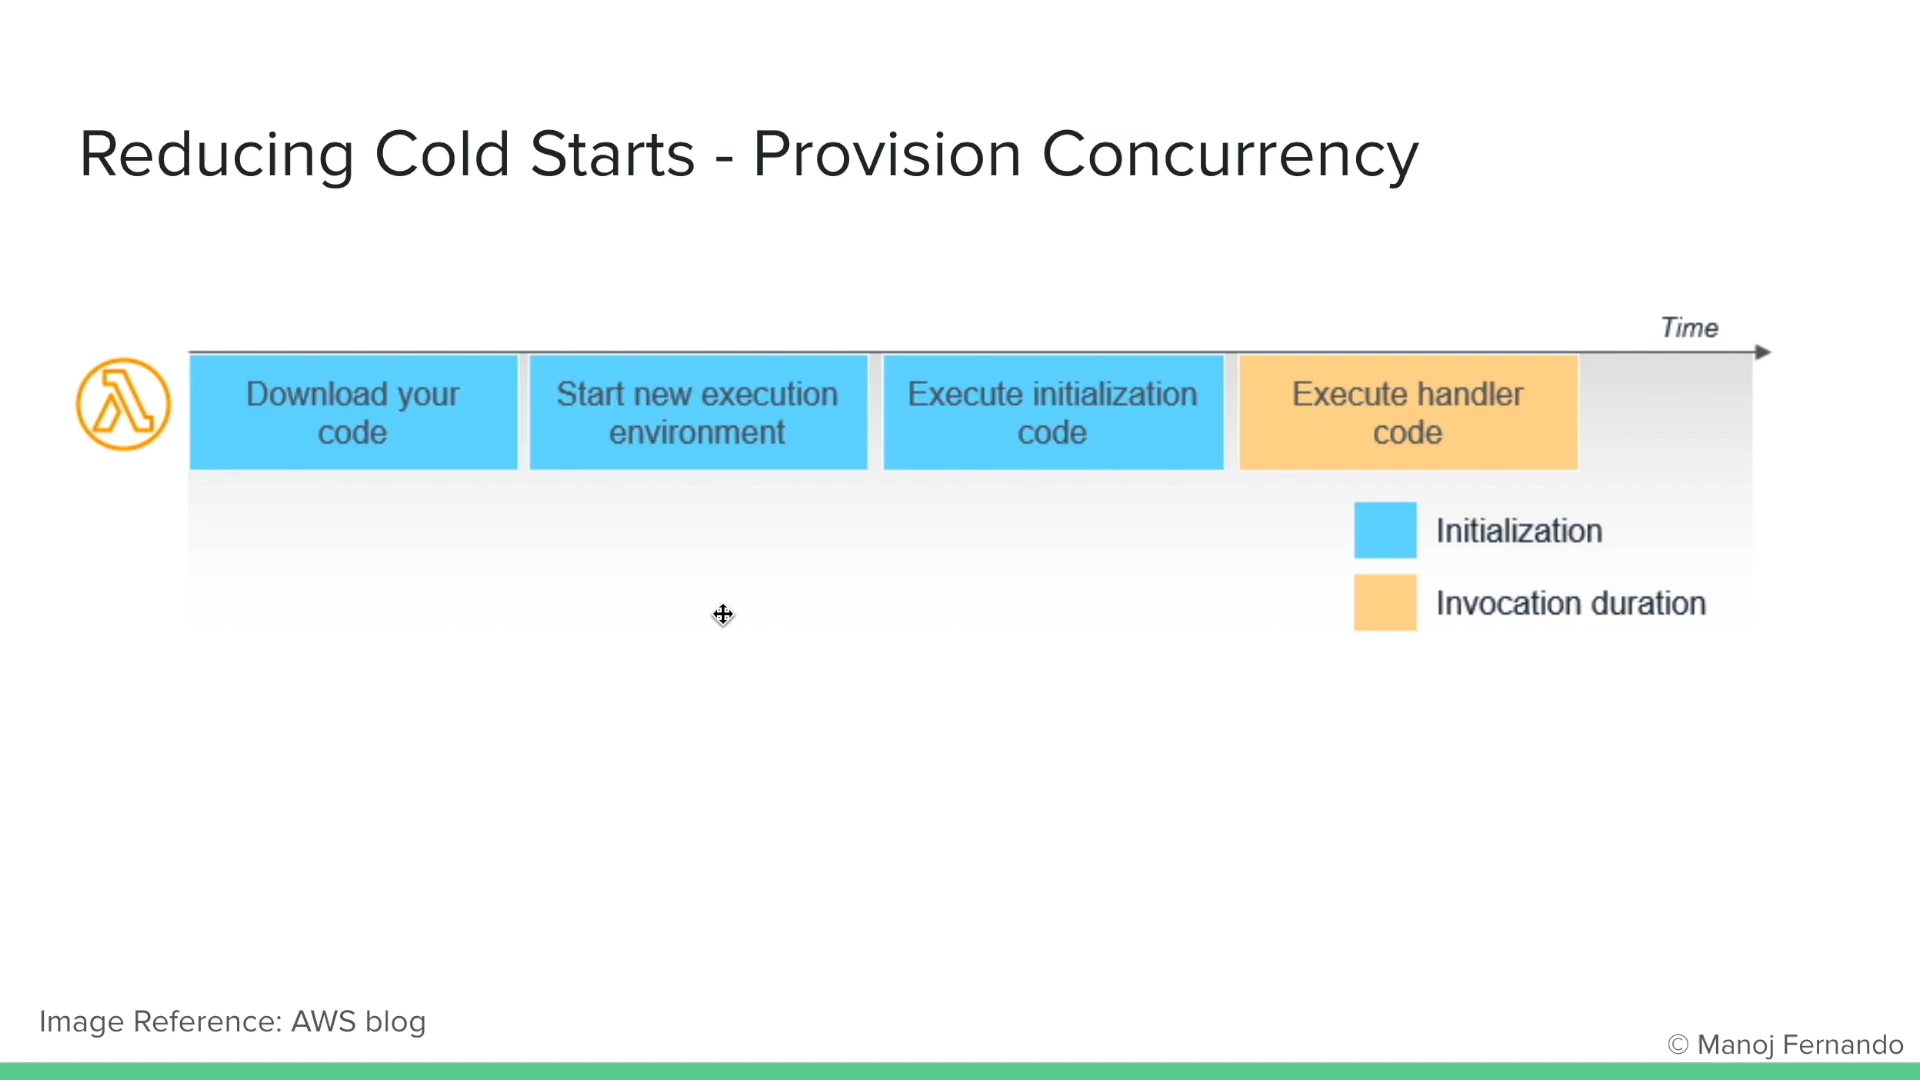 Reducing Cold Starts - Provision Concurrency
Time
Download your
code
Start new execution
environment
Execute initialization
code
Execute handler
code
Initialization
Invocation duration
Image Reference: AWS blog
© Manoj Fernando